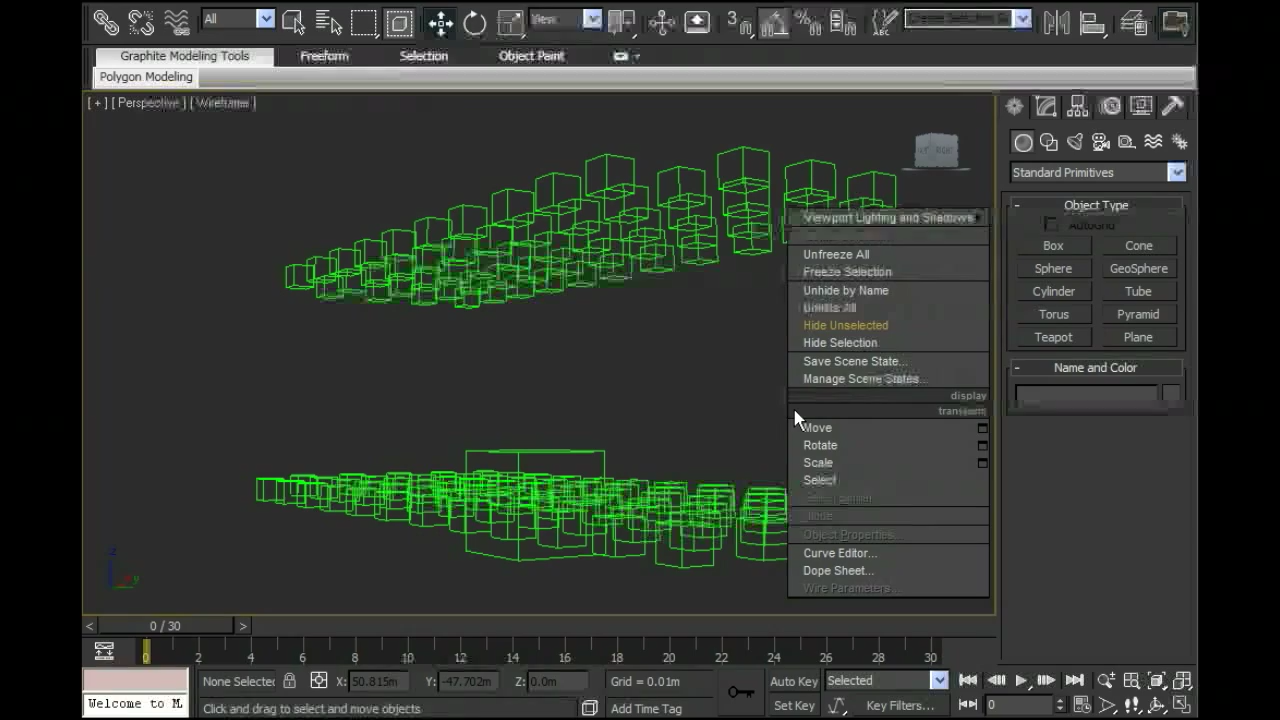 All
View
3
Graphite Modeling Tools Freeform Selection Object Paint
Polygon Modeling
[ + ] [ Perspective ] [ Wireframe ]
Standard Primitives
- Object Type
AutoGrid
Box Cone
Sphere GeoSphere
Cylinder Tube
Torus Pyramid
Teapot Plane
- Name and Color
Viewport Lighting and Shadows
Unfreeze All
Freeze Selection
Unhide by Name
Unhide All
Hide Unselected
Hide Selection
Save Scene State...
Manage Scene States...
display
transform
Move
Rotate
Scale
Select
Object Properties...
Curve Editor...
Dope Sheet...
Wire Parameters...
z
y
< 0 / 30 >
0 2 4 6 8 10 12 14 16 18 20 22 24 26 28 30
None Selected X: 50.815m Y: -47.702m Z: 0.0m Grid = 0.01m Auto Key Selected
Welcome to M Click and drag to select and move objects Add Time Tag Set Key Key Filters... 0